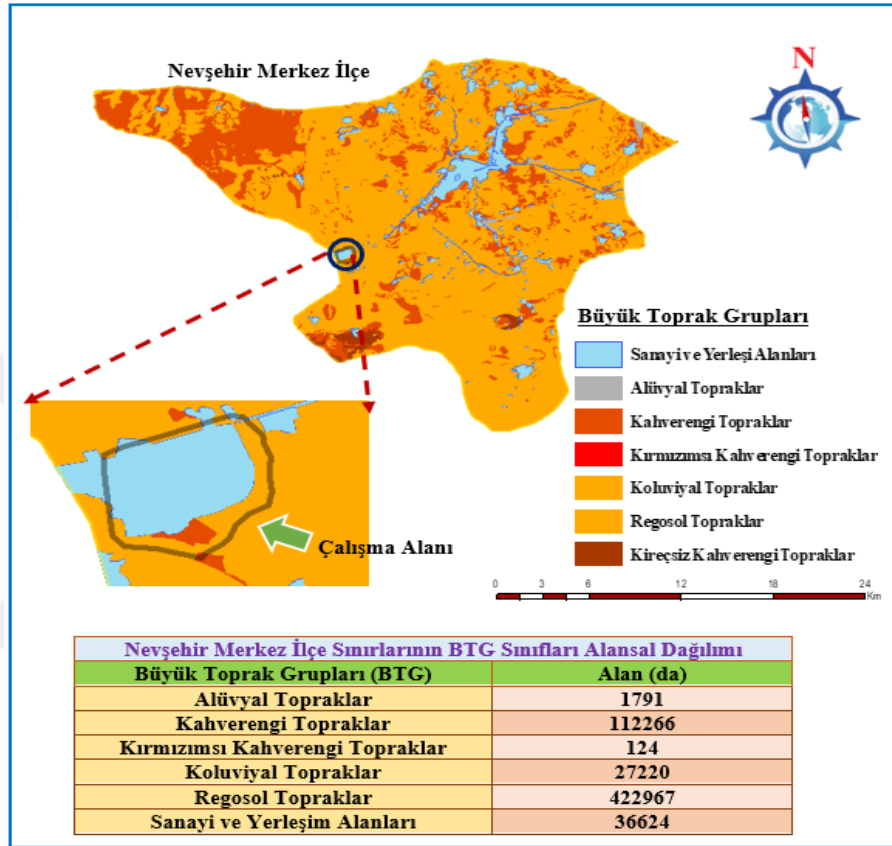 Nevşehir Merkez İlçe
N
Büyük Toprak Grupları
Sanayi ve Yerleşi Alanları
Alüvyal Topraklar
Kahverengi Topraklar
Kırmızımsı Kahverengi Topraklar
Koluviyal Topraklar
Regosol Topraklar
Kireçsiz Kahverengi Topraklar
Çalışma Alanı
0 3 6 12 18 24
Km
Nevşehir Merkez İlçe Sınırlarının BTG Sınıfları Alansal Dağılımı
Büyük Toprak Grupları (BTG) Alan (da)
Alüvyal Topraklar 1791
Kahverengi Topraklar 112266
Kırmızımsı Kahverengi Topraklar 124
Koluviyal Topraklar 27220
Regosol Topraklar 422967
Sanayi ve Yerleşim Alanları 36624